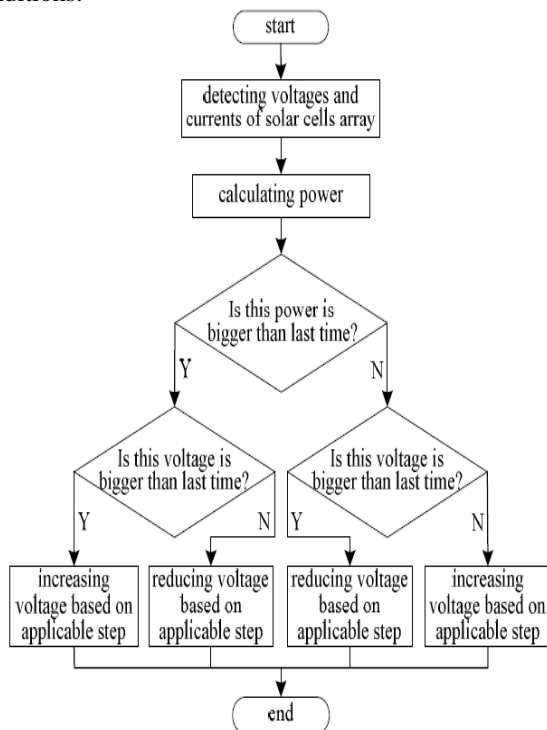 start
detecting voltages and
currents of solar cells array
calculating power
Is this power is
bigger than last time?
Y
N
Is this voltage is
bigger than last time?
Is this voltage is
bigger than last time?
Y
N
Y
N
increasing
voltage based on
applicable step
reducing voltage
based on
applicable step
reducing voltage
based on
applicable step
increasing
voltage based on
applicable step
end